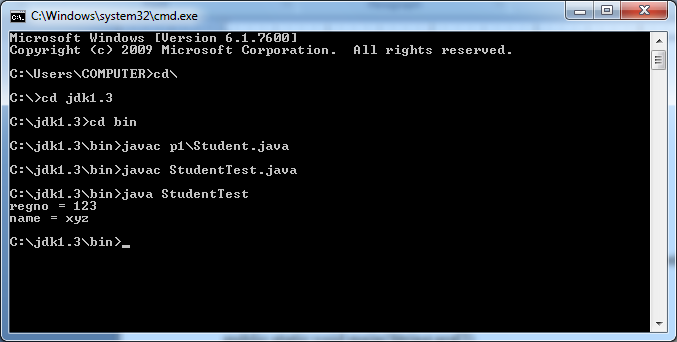 C:\Windows\system32\cmd.exe
Microsoft Windows [Version 6.1.7600]
Copyright (c) 2009 Microsoft Corporation.  All rights reserved.
C:\Users\COMPUTER>cd\
C:\>cd jdk1.3
C:\jdk1.3>cd bin
C:\jdk1.3\bin>javac p1\Student.java
C:\jdk1.3\bin>javac StudentTest.java
C:\jdk1.3\bin>java StudentTest
regno = 123
name = xyz
C:\jdk1.3\bin>_